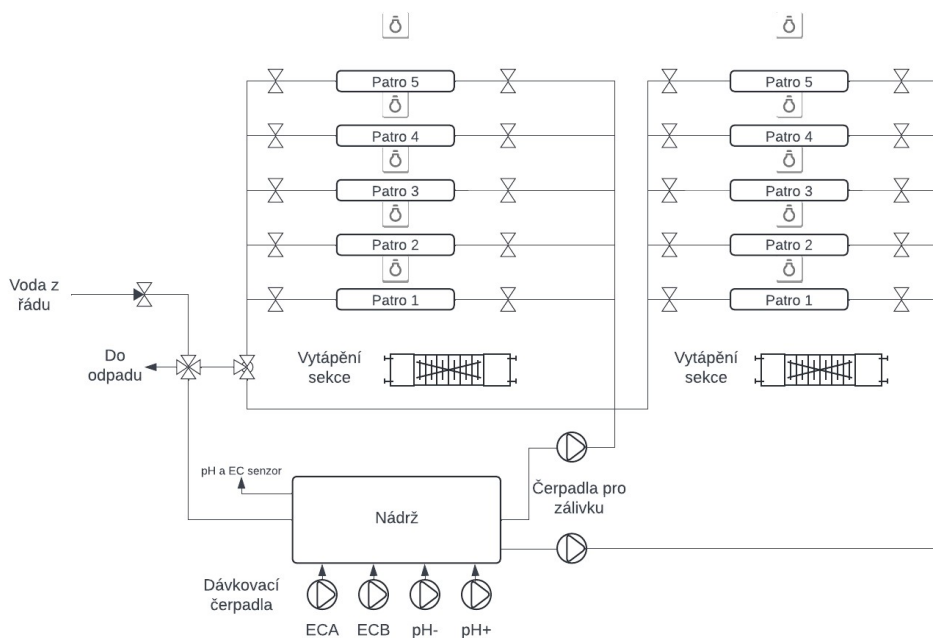 Patro 5
Patro 4
Patro 3
Patro 2
Patro 1
Patro 5
Patro 4
Patro 3
Patro 2
Patro 1
Voda z
řádu
Do
odpadu
Vytápění
sekce
Vytápění
sekce
pH a EC senzor
Nádrž
Čerpadla pro
zálivku
Dávkovací
čerpadla
ECA
ECB
pH-
pH+